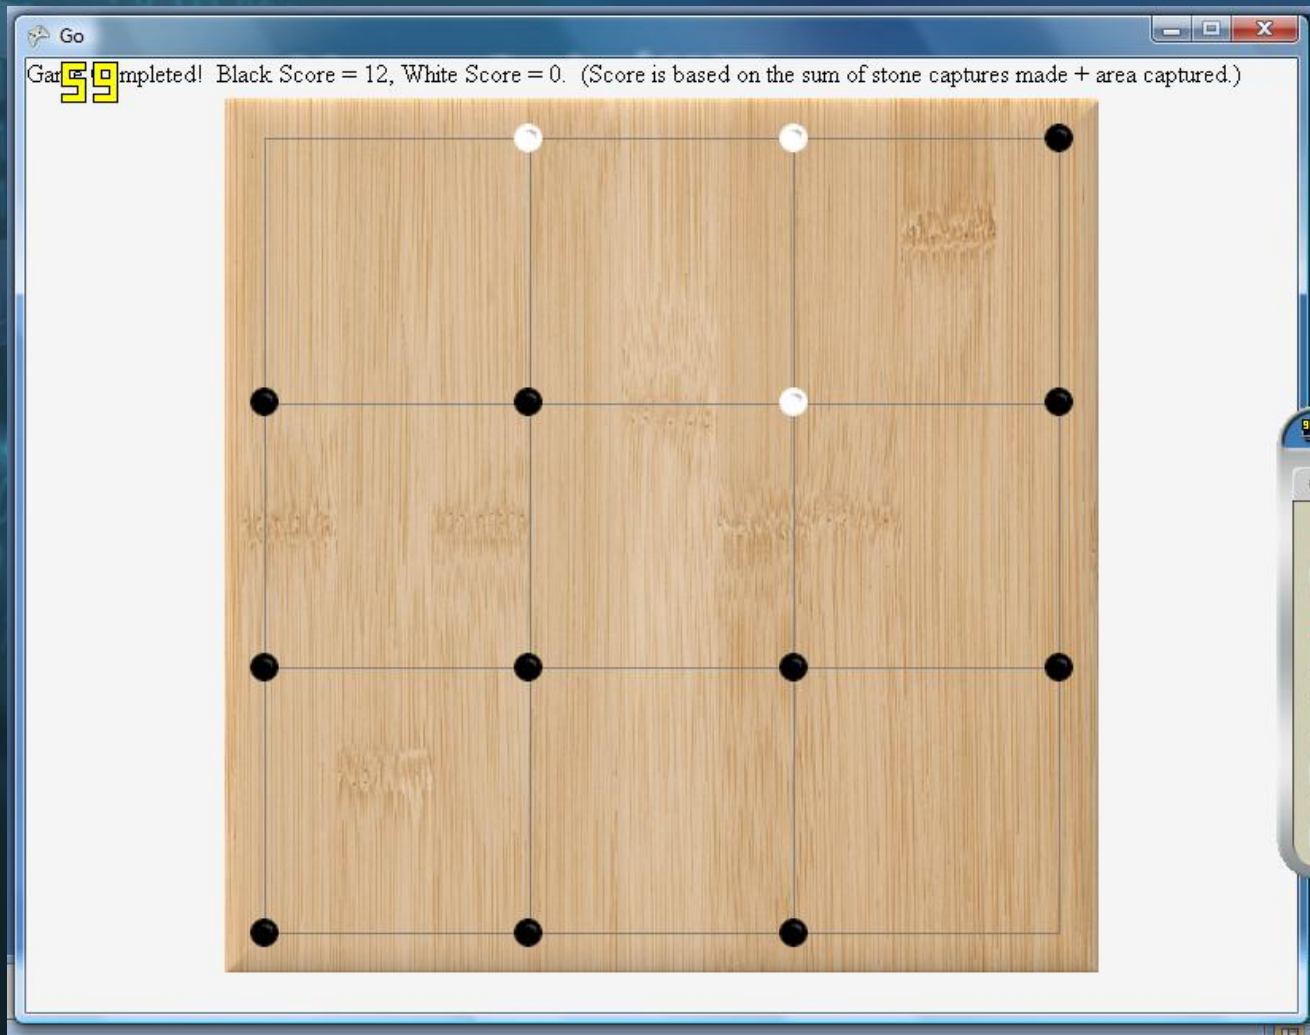 Go
59
mpleted! Black Score = 12, White Score = 0. (Score is based on the sum of stone captures made + area captured.)